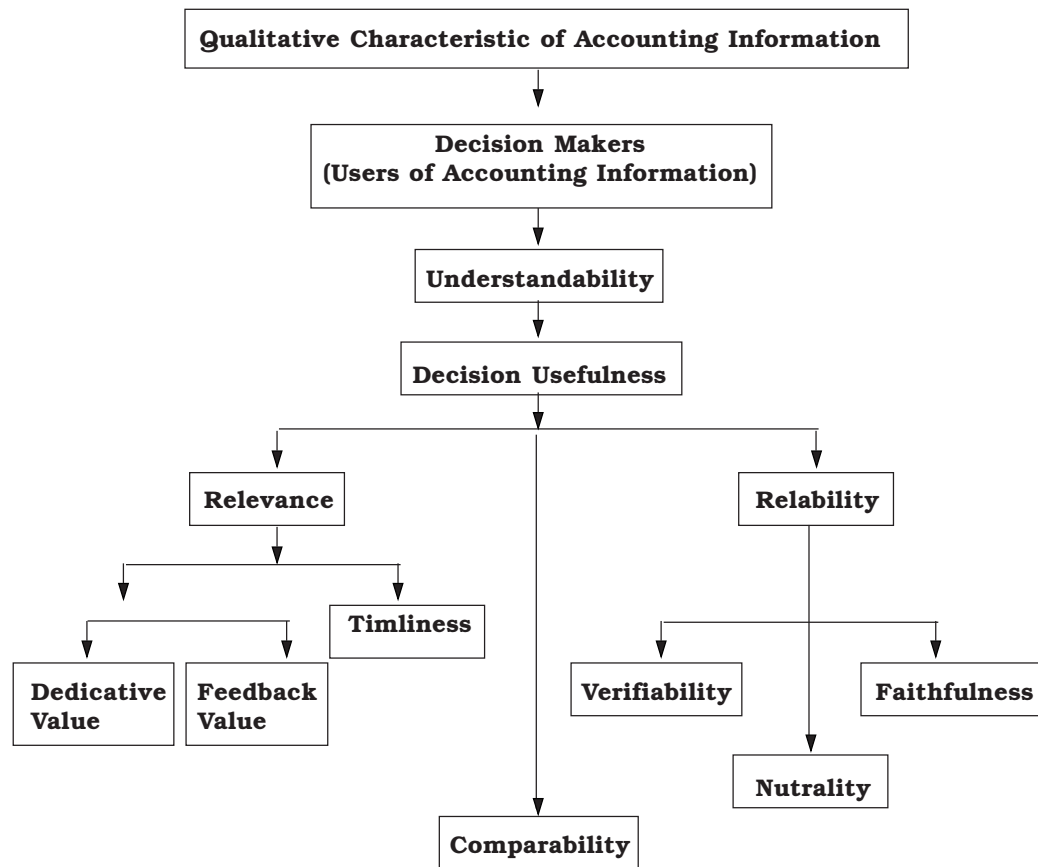 Qualitative Characteristic of Accounting Information
Decision Makers
(Users of Accounting Information)
Understandability
Decision Usefulness
Relevance
Relability
Timliness
Dedicative
Value
Feedback
Value
Verifiability
Faithfulness
Nutrality
Comparability